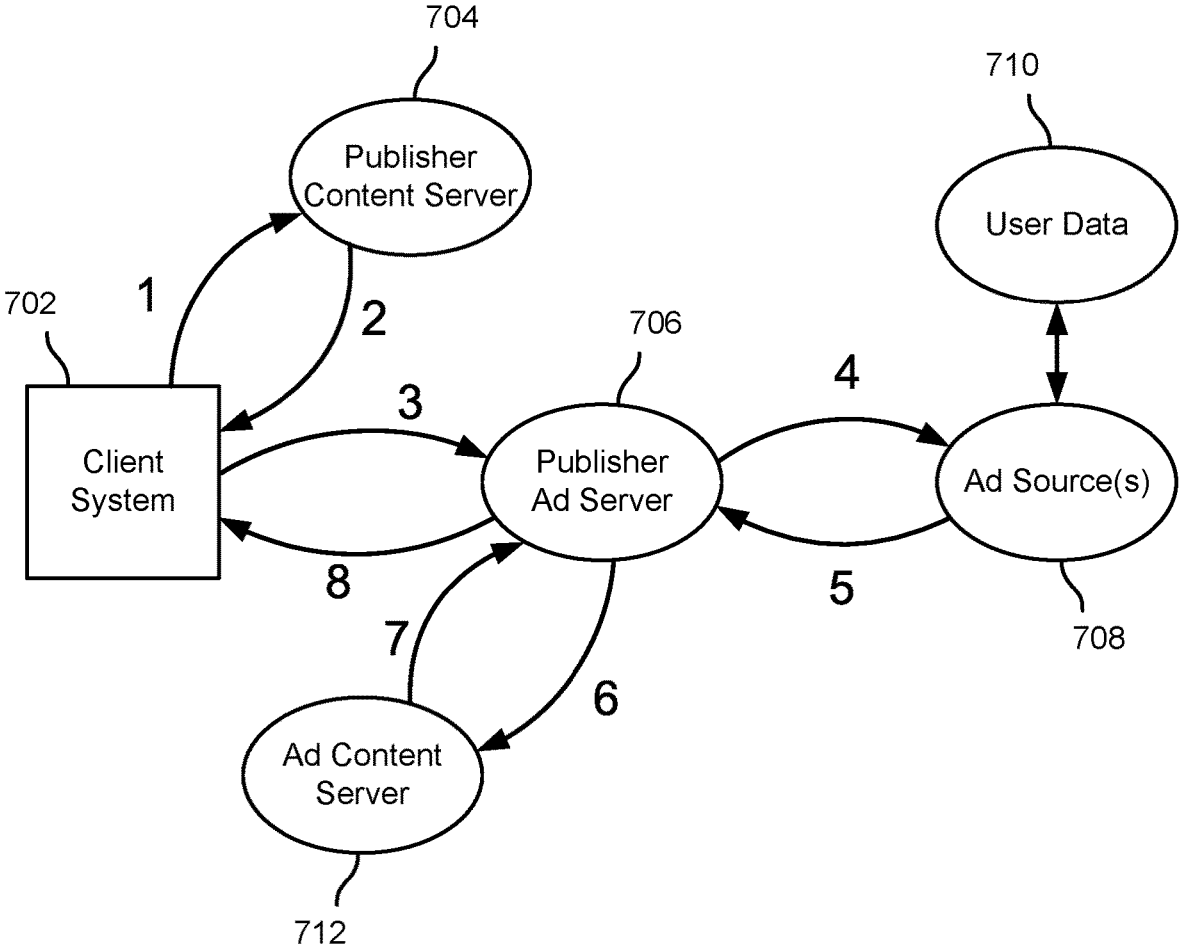 704
Publisher
Content Server
710
User Data
702
1
2
706
3
4
Client
System
Publisher
Ad Server
Ad Source(s)
8
5
7
708
6
Ad Content
Server
712